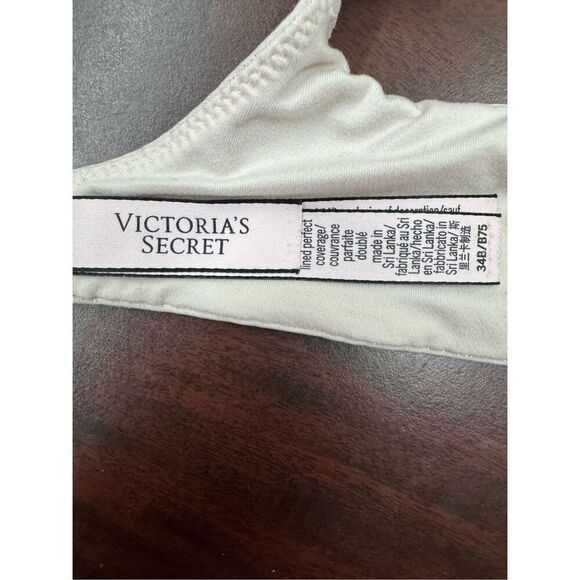 VICTORIA'S
SECRET
lined perfect
coverage/
couvrance
parfaite
doublé
made in
Sri Lanka/
fabriqué au Sri
Lanka/hecho
en Sri Lanka/
fabbricato in
Sri Lanka/ 斯
里兰卡制造
34B/B75